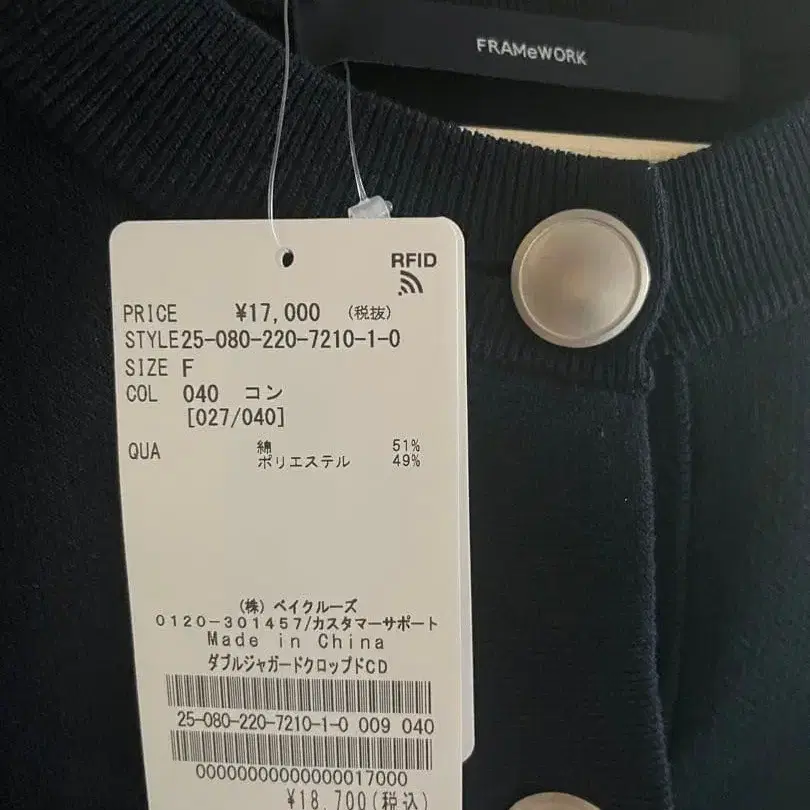 FRAMeWORK
RFID
PRICE ¥17,000 (税抜)
STYLE25-080-220-7210-1-0
SIZE F
COL 040 コン
[027/040]
QUA 綿 51%
ポリエステル 49%
(株) ベイクルーズ
0120-301457/カスタマーサポート
Made in China
ダブルジャガードクロップドCD
25-080-220-7210-1-0 009 040
00000000000000017000
¥18,700(税込)